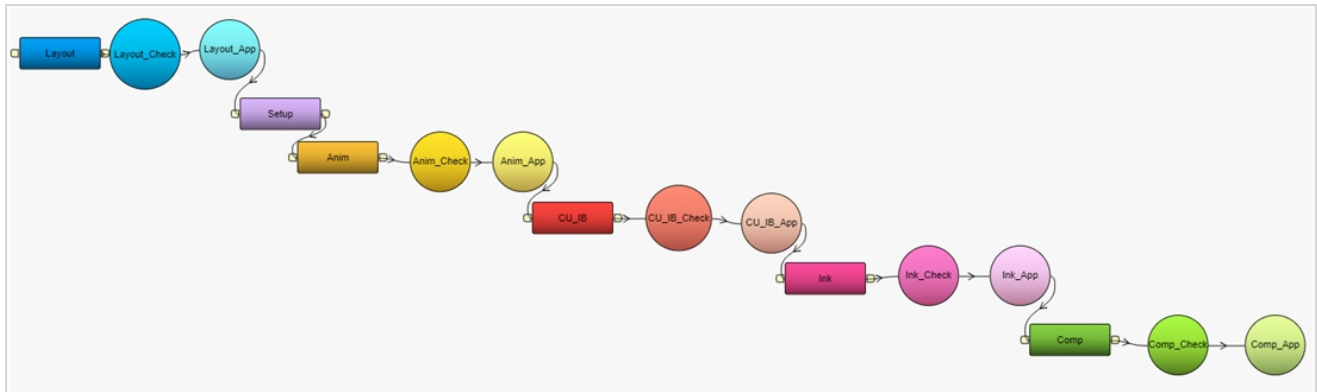 Layout
Layout_Check
Layout_App
Setup
Anim
Anim_Check
Anim_App
CU_IB
CU_IB_Check
CU_IB_App
Ink
Ink_Check
Ink_App
Comp
Comp_Check
Comp_App